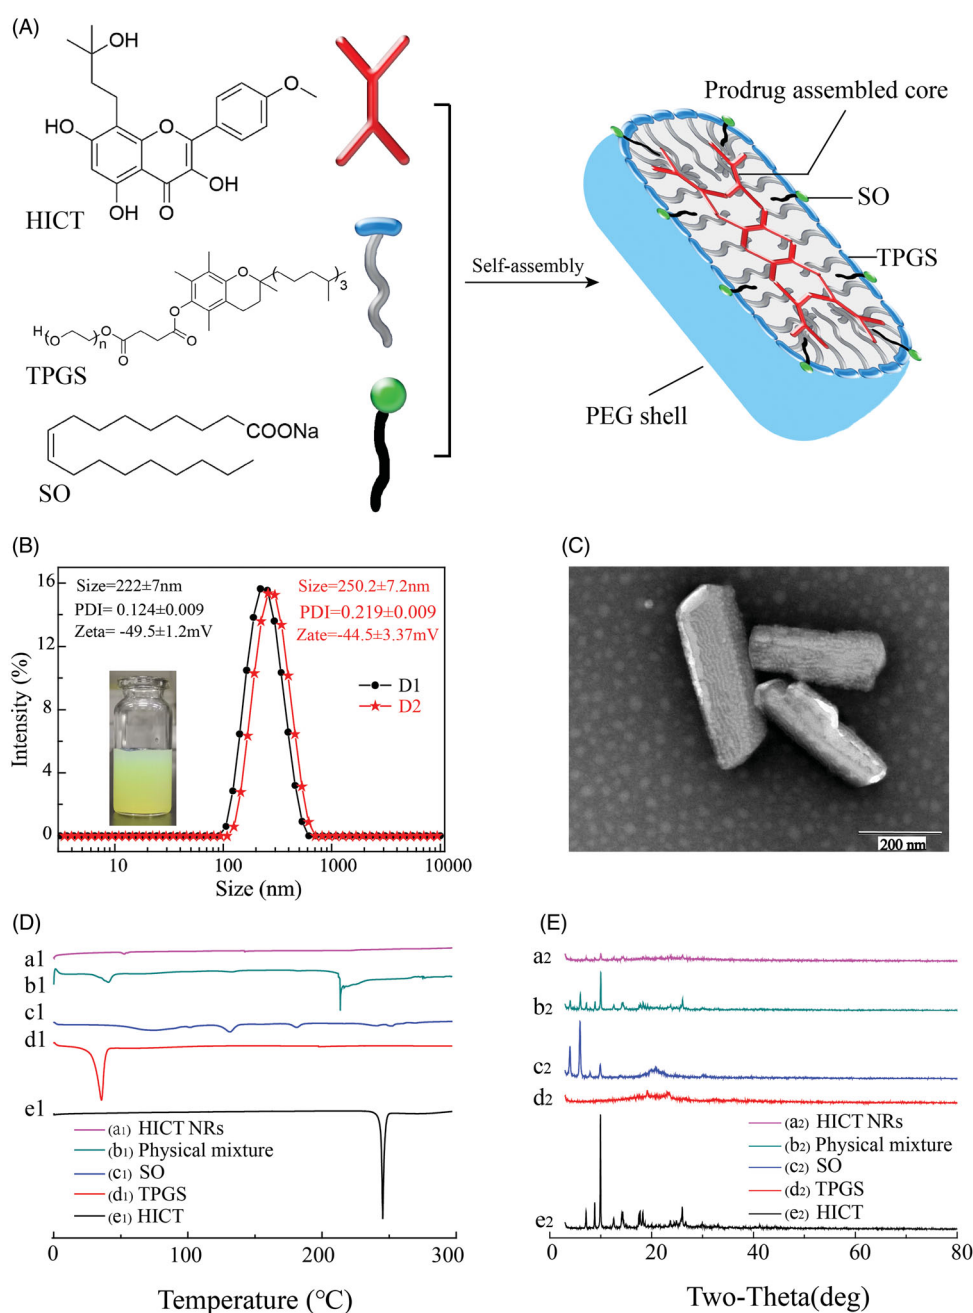 (A)
OH
HO
O
O
OH
OH
O
HICT
Prodrug assembled core
SO
TPGS
Self-assembly
PEG shell
O
3
O
H
O
n
O
O
O
TPGS
COONa
SO
(B)
16
12
8
4
0
Intensity (%)
Size=222±7nm
PDI= 0.124±0.009
Zeta= -49.5±1.2mV
Size=250.2±7.2nm
PDI=0.219±0.009
Zate=-44.5±3.37mV
D1
D2
10
100
1000
10000
Size (nm)
(C)
200 nm
(D)
a1
b1
c1
d1
e1
(a1) HICT NRs
(b1) Physical mixture
(c1) SO
(d1) TPGS
(e1) HICT
0
100
200
300
Temperature (°C)
(E)
a2
b2
c2
d2
e2
(a2) HICT NRs
(b2) Physical mixture
(c2) SO
(d2) TPGS
(e2) HICT
0
20
40
60
80
Two-Theta(deg)